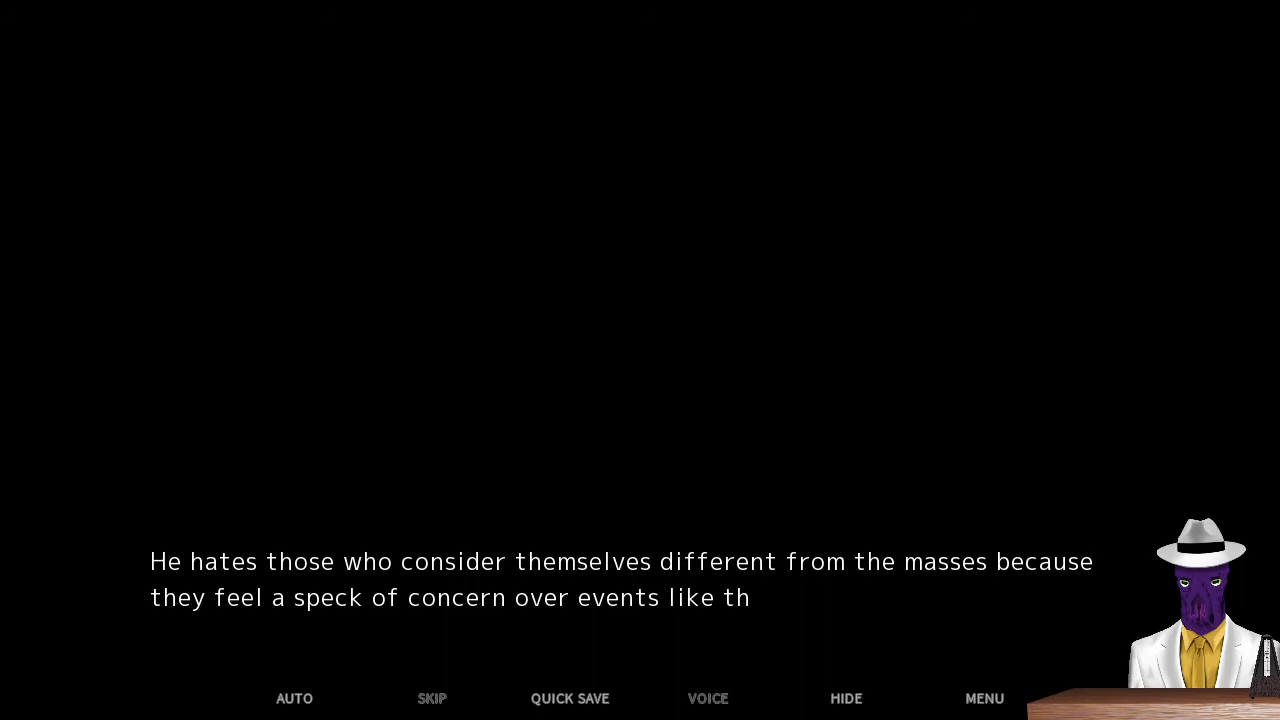 He hates those who consider themselves different from the masses because
they feel a speck of concern over events like th
AUTO SKIP QUICK SAVE VOICE HIDE MENU